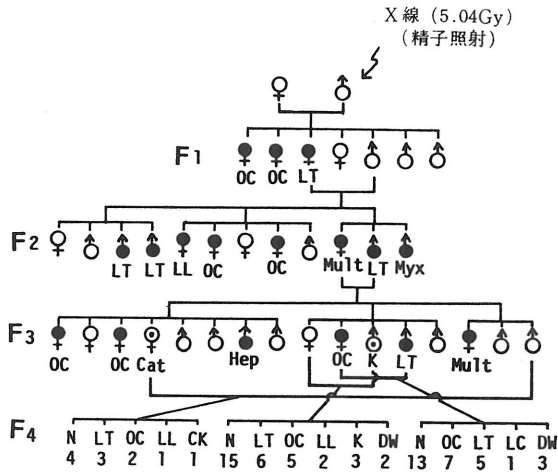 X線 (5.04Gy)
(精子照射)
F1
OC OC LT
F2
LT LT LL OC OC Mult LT Myx
F3
OC OC Cat Hep OC K LT Mult
F4
N LT OC LL CK N LT OC LL K DW N OC LT LC DW
4 3 2 1 1 15 6 5 2 3 2 13 7 5 1 3